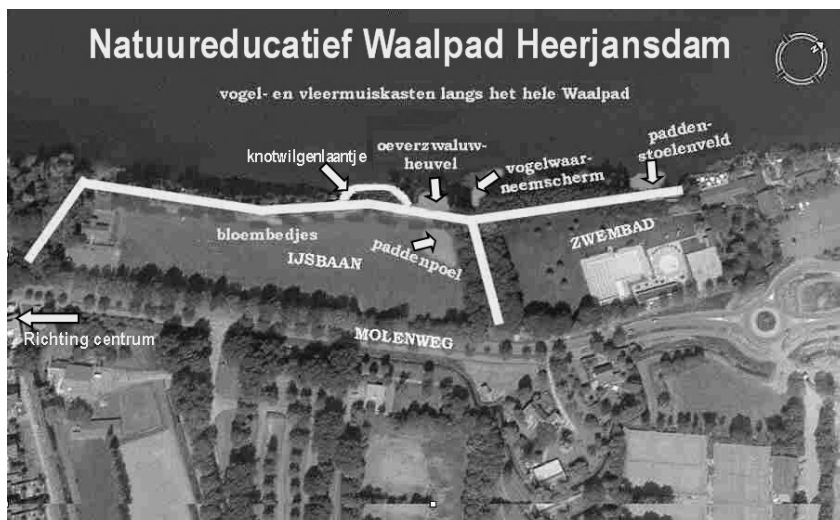 Natuureducatief Waalpad Heerjansdam
vogel- en vleermuiskasten langs het hele Waalpad
knotwilgenlaantje
oeverzwaluw-
heuvel
vogelwaar-
neemscherm
padden-
stoelenveld
bloembedjes
IJSBAAN
paddenpoel
ZWEMBAD
MOLENWEG
Richting centrum
N